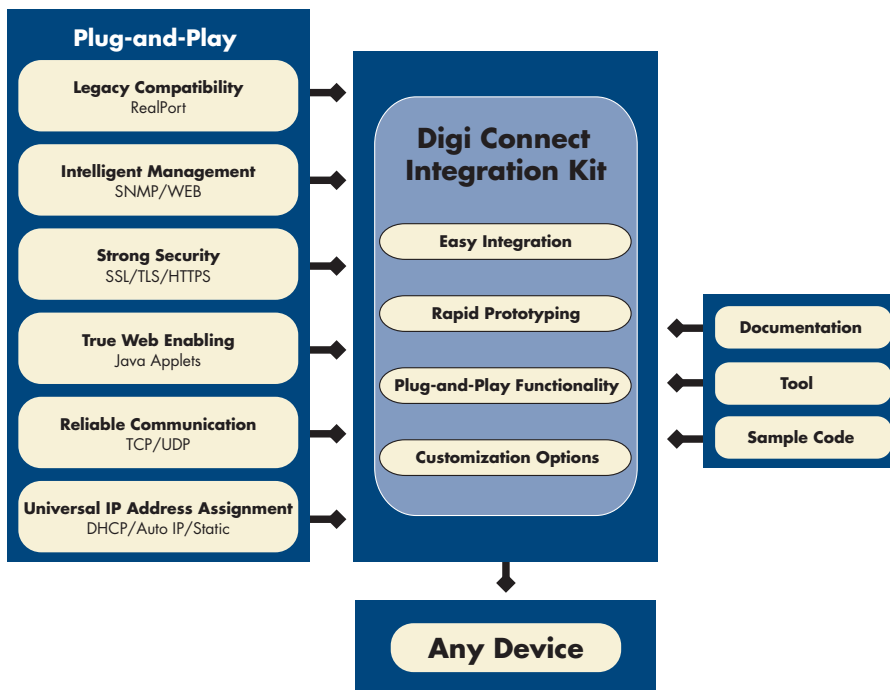 Plug-and-Play
Legacy Compatibility
RealPort
Intelligent Management
SNMP/WEB
Strong Security
SSL/TLS/HTTPS
True Web Enabling
Java Applets
Reliable Communication
TCP/UDP
Universal IP Address Assignment
DHCP/Auto IP/Static
Digi Connect
Integration Kit
Easy Integration
Rapid Prototyping
Plug-and-Play Functionality
Customization Options
Documentation
Tool
Sample Code
Any Device